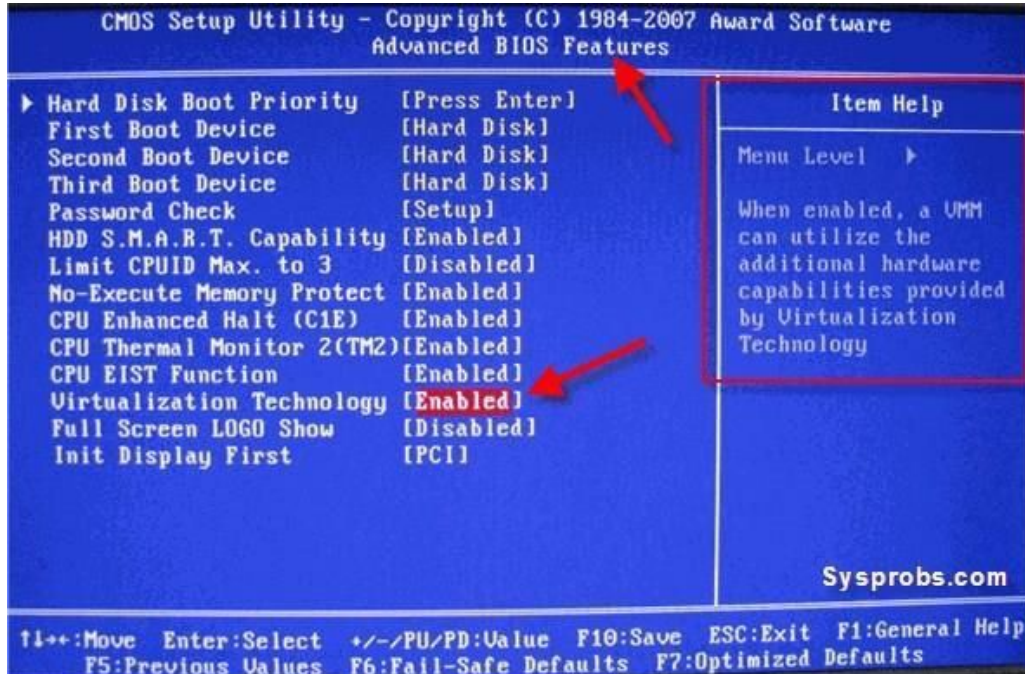 CMOS Setup Utility - Copyright (C) 1984-2007 Award Software
Advanced BIOS Features
Hard Disk Boot Priority [Press Enter]
First Boot Device [Hard Disk]
Second Boot Device [Hard Disk]
Third Boot Device [Hard Disk]
Password Check [Setup]
HDD S.M.A.R.T. Capability [Enabled]
Limit CPUID Max. to 3 [Disabled]
No-Execute Memory Protect [Enabled]
CPU Enhanced Halt (C1E) [Enabled]
CPU Thermal Monitor 2(TM2)[Enabled]
CPU EIST Function [Enabled]
Virtualization Technology [Enabled]
Full Screen LOGO Show [Disabled]
Init Display First [PCI]
Item Help
Menu Level
When enabled, a VMM
can utilize the
additional hardware
capabilities provided
by Virtualization
Technology
Sysprobs.com
↑↓→←:Move Enter:Select +/-/PU/PD:Value F10:Save ESC:Exit F1:General Help
F5:Previous Values F6:Fail-Safe Defaults F7:Optimized Defaults